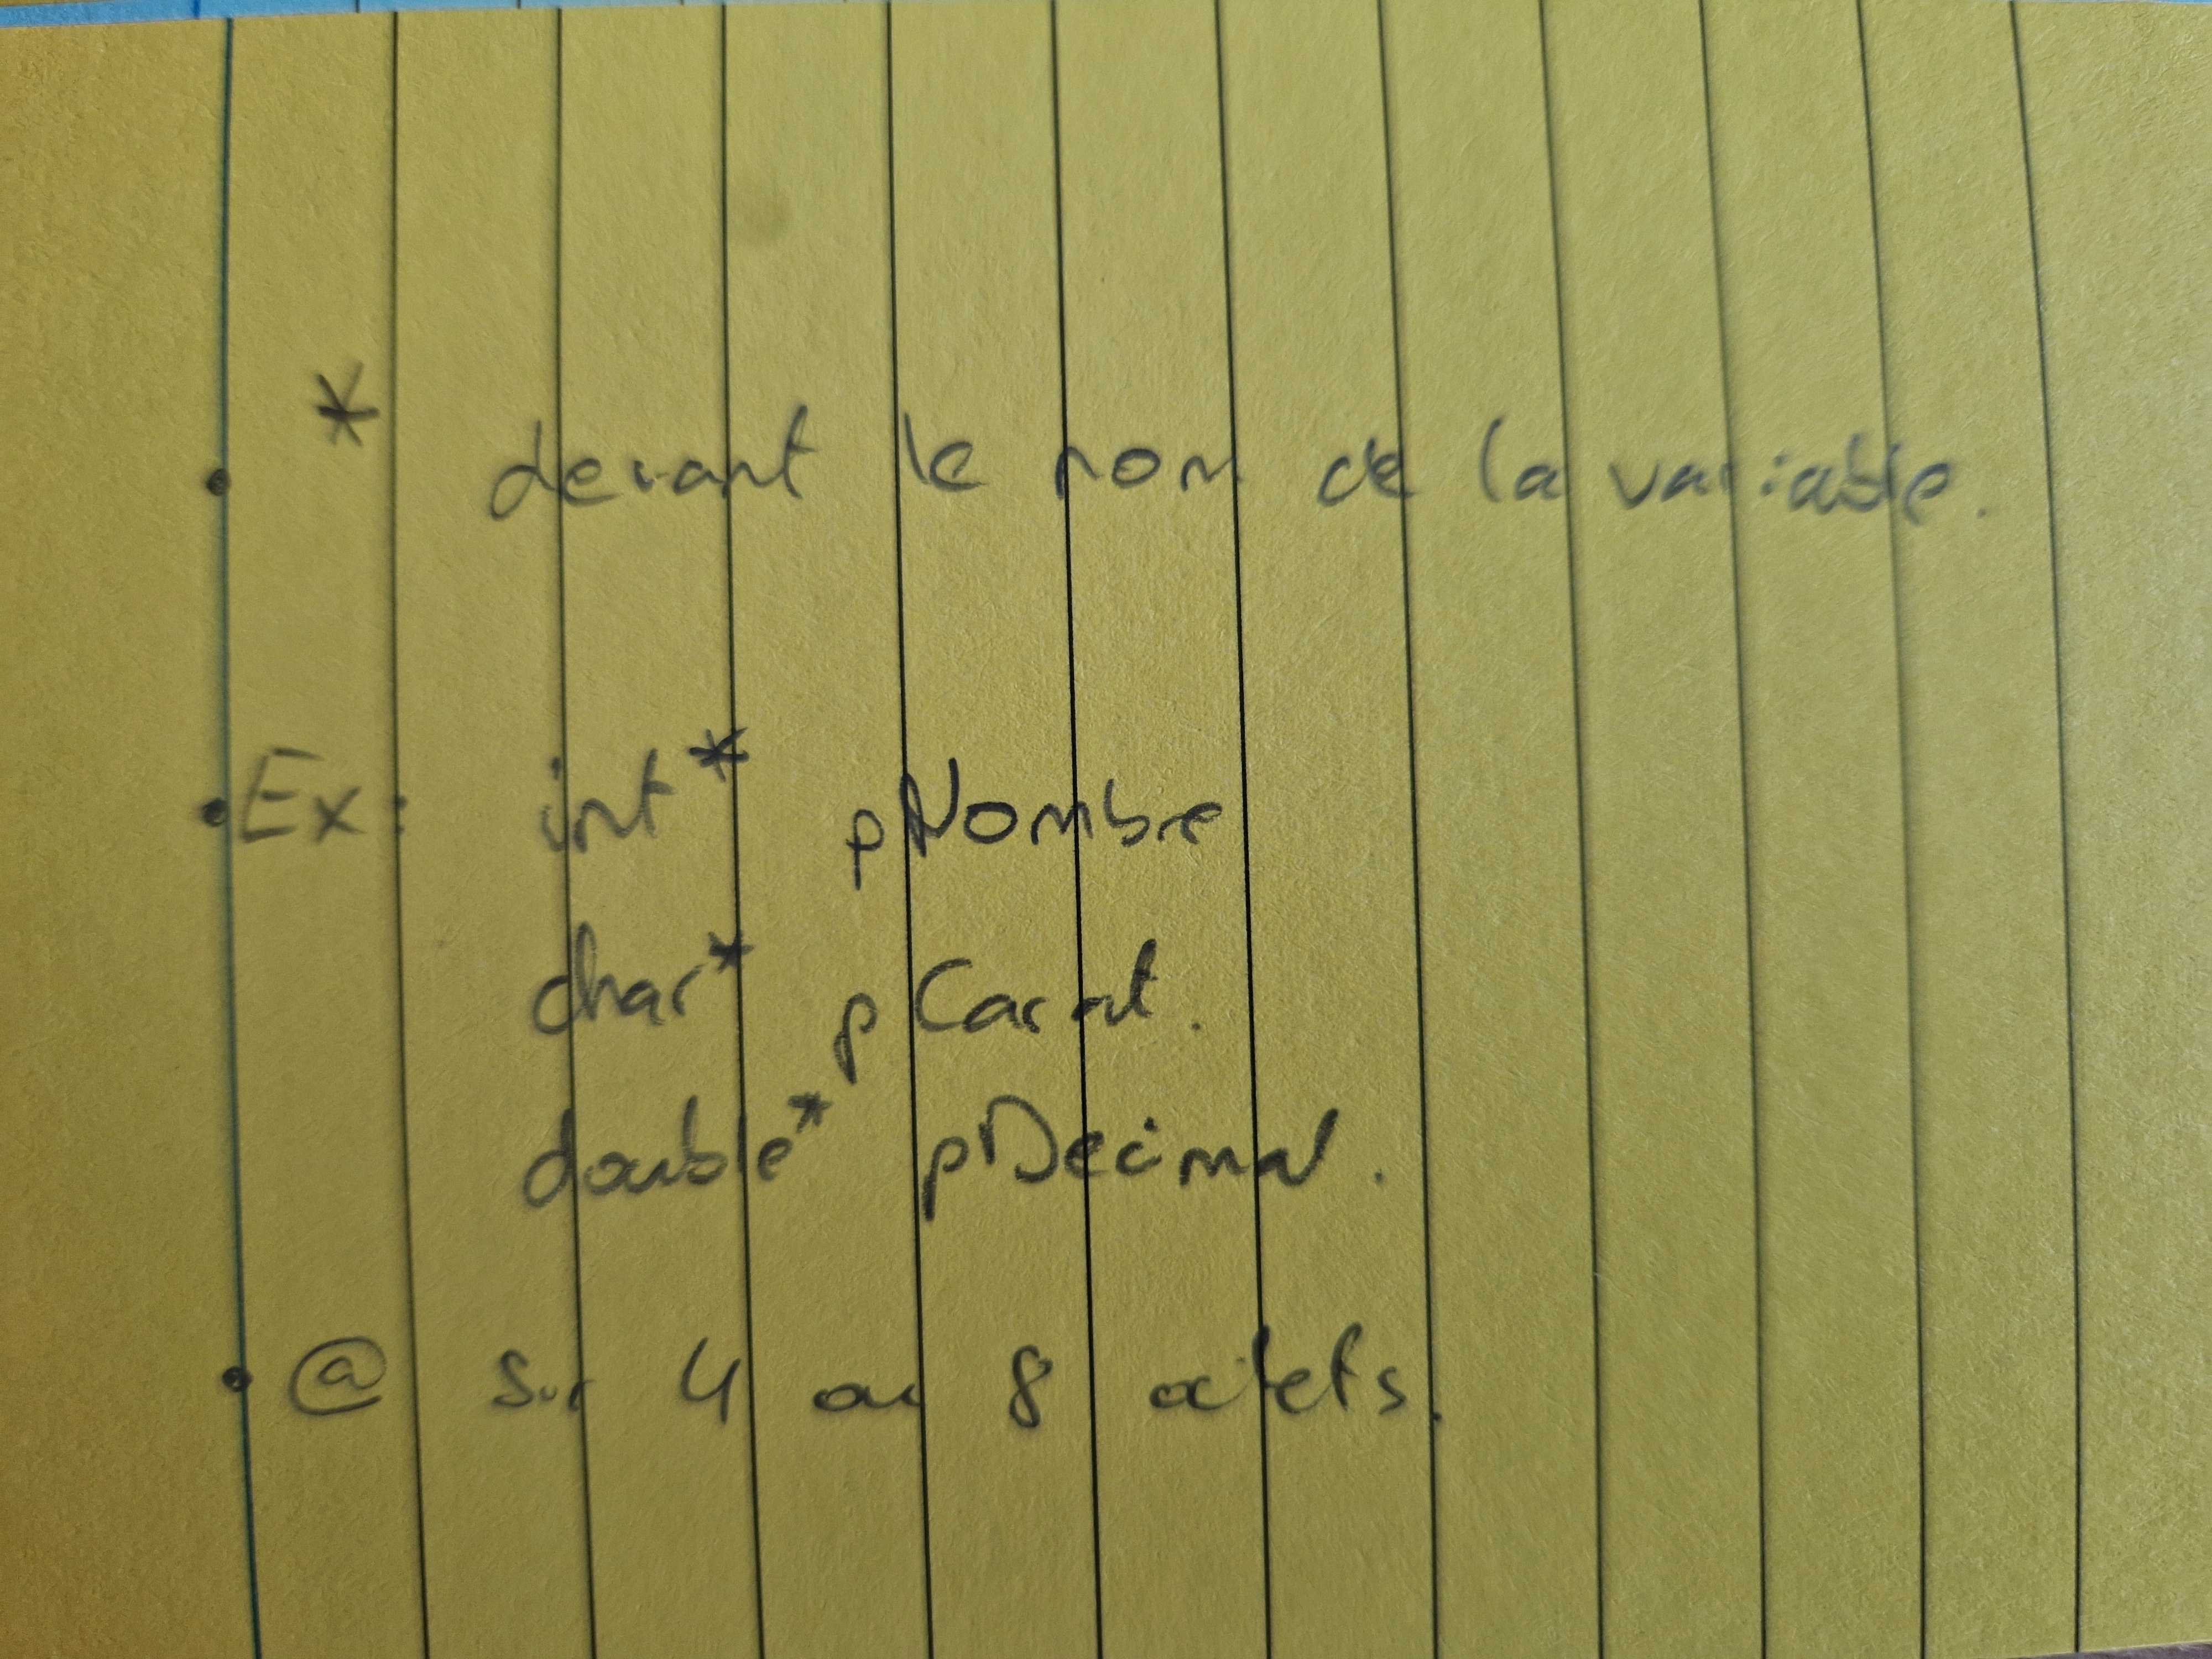 • * devant le nom de la variable.
• Ex: int* pNombre
char* pCarat.
double* pDecimal.
• @ sur 4 ou 8 octets.